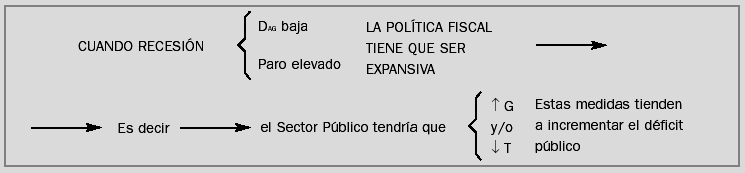 CUANDO RECESIÓN
DAG baja
Paro elevado
LA POLÍTICA FISCAL
TIENE QUE SER
EXPANSIVA
Es decir
el Sector Público tendría que
↑ G
y/o
↓ T
Estas medidas tienden
a incrementar el déficit
público